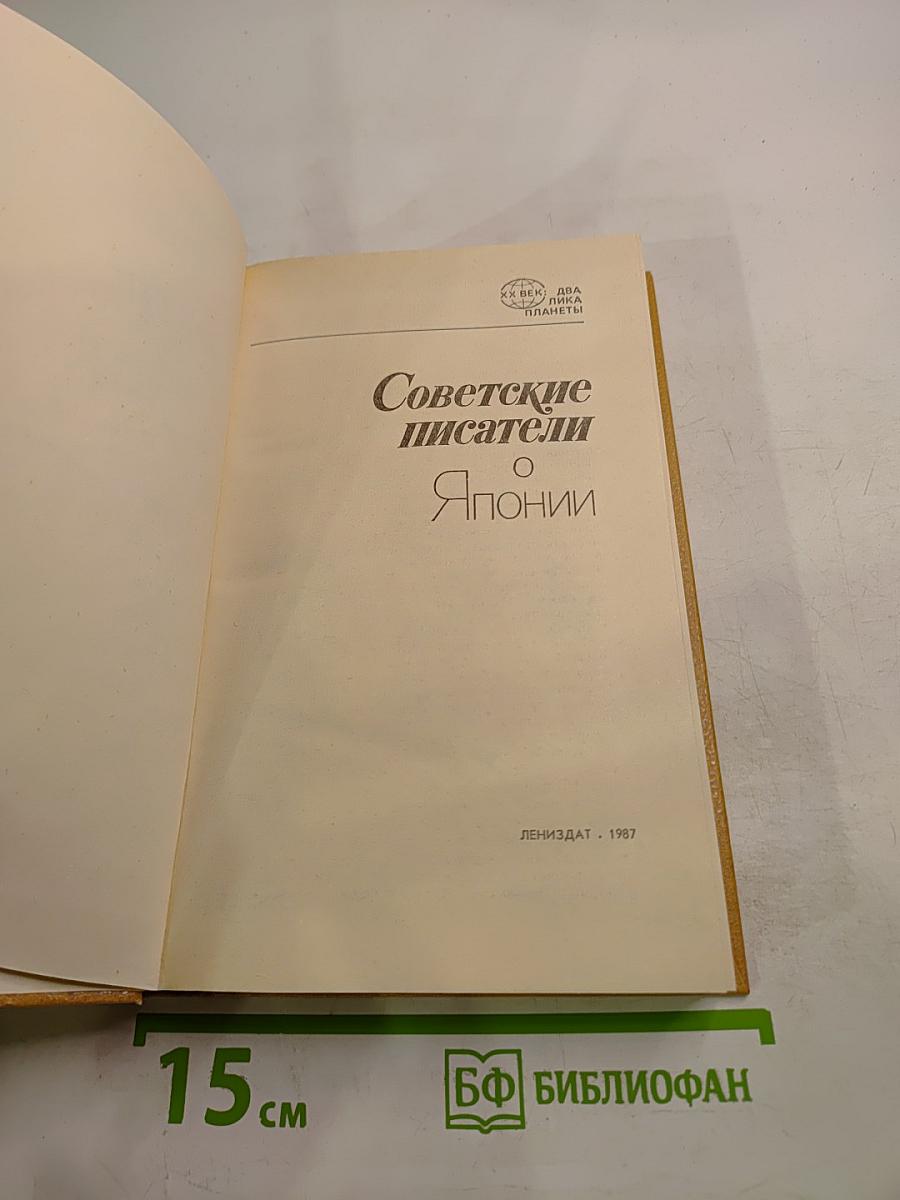 XX ВЕК: ДВА
ЛИКА
ПЛАНЕТЫ
Советские
писатели
о
Японии
ЛЕНИЗДАТ • 1987
15 см
БФ БИБЛИОФАН